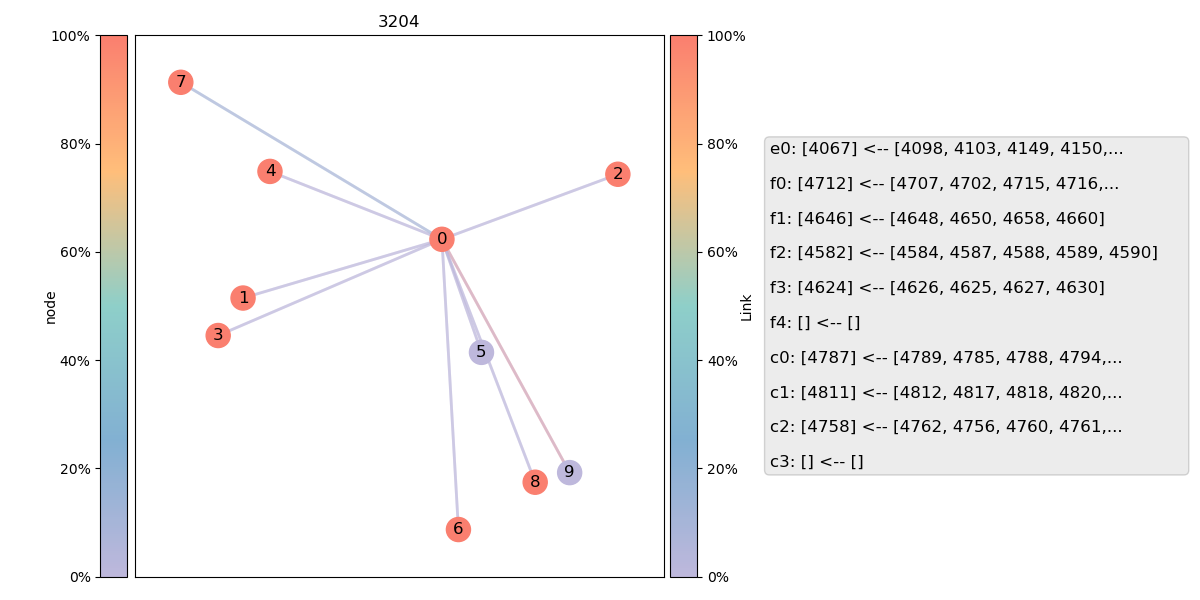 3204
100%
80%
60%
40%
20%
0%
node
7
4
2
0
1
3
5
9
8
6
100%
80%
60%
40%
20%
0%
Link
e0: [4067] <-- [4098, 4103, 4149, 4150,...
f0: [4712] <-- [4707, 4702, 4715, 4716,...
f1: [4646] <-- [4648, 4650, 4658, 4660]
f2: [4582] <-- [4584, 4587, 4588, 4589, 4590]
f3: [4624] <-- [4626, 4625, 4627, 4630]
f4: [] <-- []
c0: [4787] <-- [4789, 4785, 4788, 4794,...
c1: [4811] <-- [4812, 4817, 4818, 4820,...
c2: [4758] <-- [4762, 4756, 4760, 4761,...
c3: [] <-- []